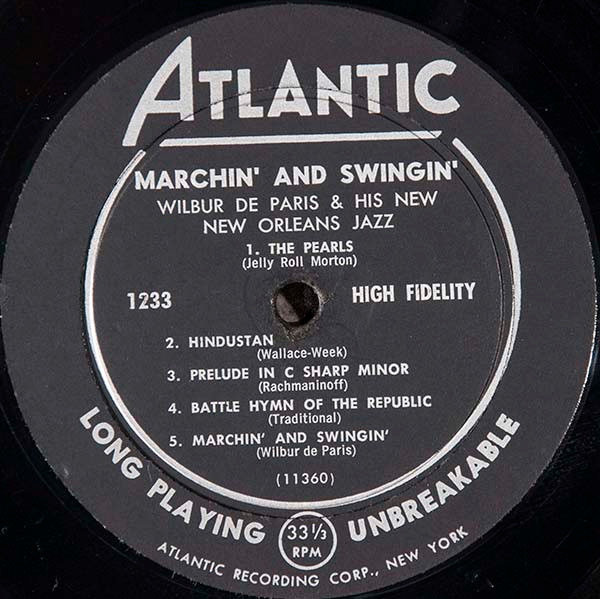 ATLANTIC
MARCHIN' AND SWINGIN'
WILBUR DE PARIS & HIS NEW
NEW ORLEANS JAZZ
1. THE PEARLS
(Jelly Roll Morton)
1233
HIGH FIDELITY
2. HINDUSTAN
(Wallace-Week)
3. PRELUDE IN C SHARP MINOR
(Rachmaninoff)
4. BATTLE HYMN OF THE REPUBLIC
(Traditional)
5. MARCHIN' AND SWINGIN'
(Wilbur de Paris)
(11360)
LONG PLAYING
33 1/3
RPM
UNBREAKABLE
ATLANTIC RECORDING CORP., NEW YORK